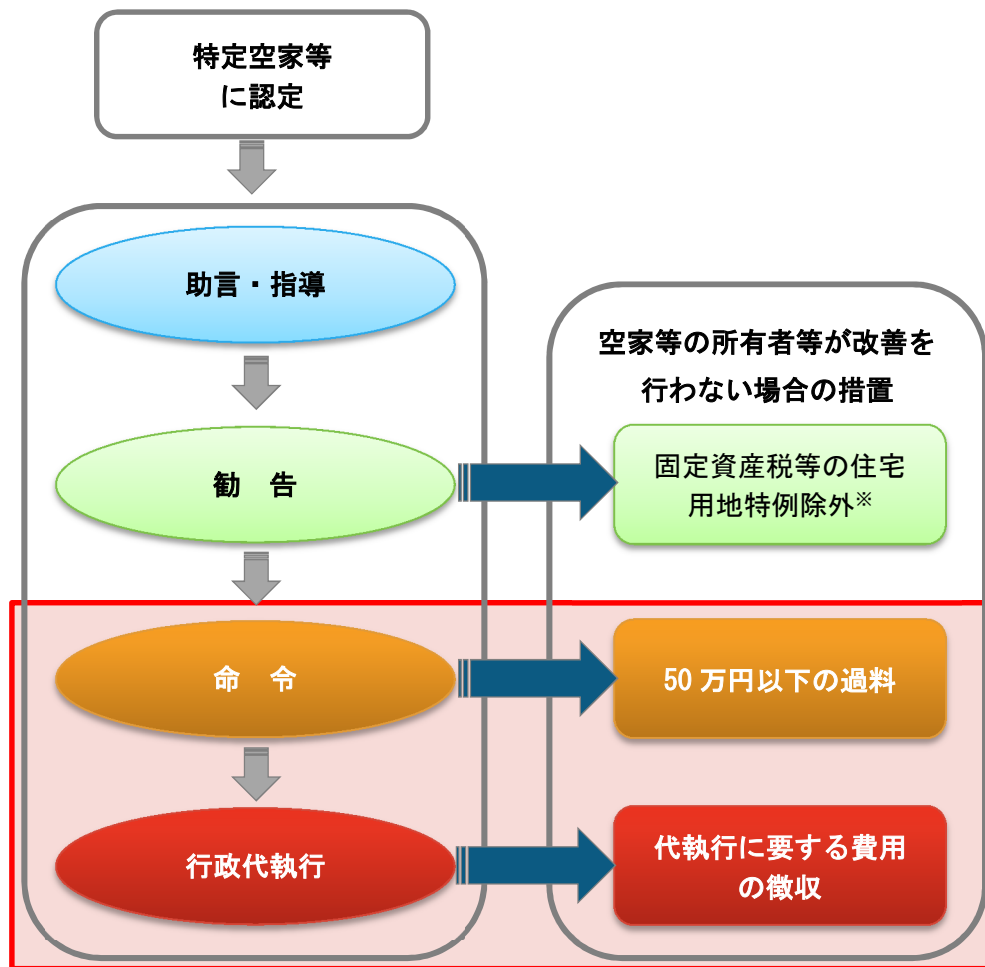 特定空家等
に認定
助言・指導
空家等の所有者等が改善を
行わない場合の措置
勧　告
固定資産税等の住宅
用地特例除外※
命　令
50 万円以下の過料
行政代執行
代執行に要する費用
の徴収